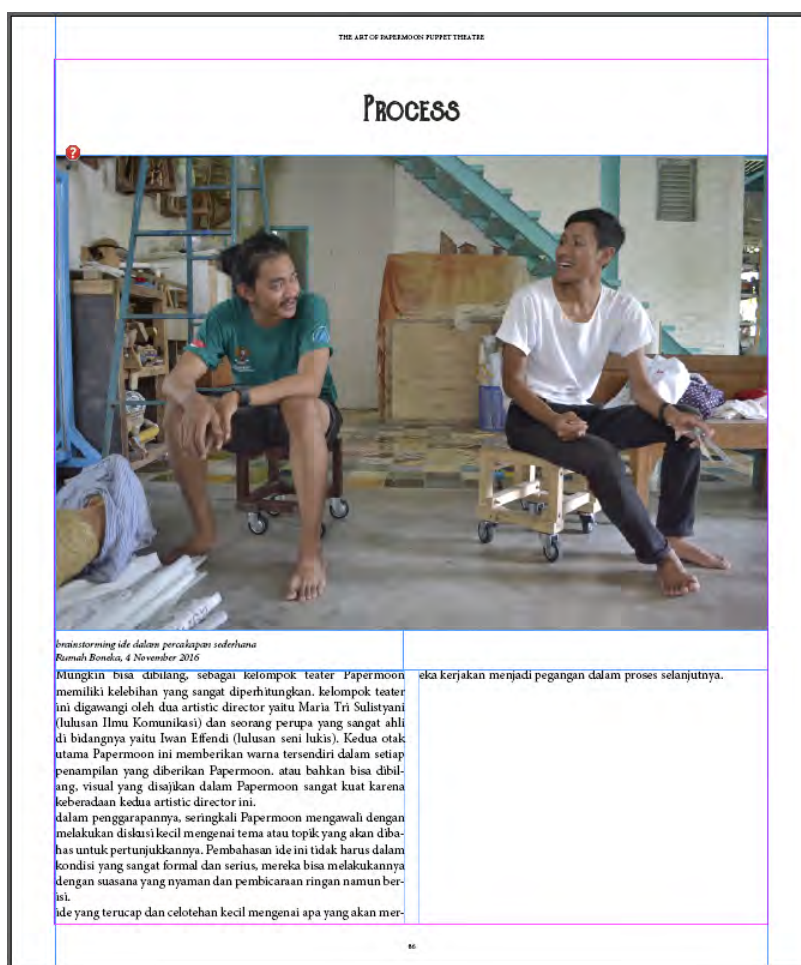 THE ART OF PAPERMOON PUPPET THEATRE
PROCESS
?
brainstorming ide dalam percakapan sederhana
Rumah Boneka, 4 November 2016
Mungkin bisa dibilang, sebagai kelompok teater Papermoon
memiliki kelebihan yang sangat diperhitungkan. kelompok teater
ini digawangi oleh dua artistic director yaitu Maria Tri Sulistyani
(lulusan Ilmu Komunikasi) dan seorang perupa yang sangat ahli
di bidangnya yaitu Iwan Effendi (lulusan seni lukis). Kedua otak
utama Papermoon ini memberikan warna tersendiri dalam setiap
penampilan yang diberikan Papermoon. atau bahkan bisa dibil-
ang, visual yang disajikan dalam Papermoon sangat kuat karena
keberadaan kedua artistic director ini.
dalam penggarapannya, seringkali Papermoon mengawali dengan
melakukan diskusi kecil mengenai tema atau topik yang akan diba-
has untuk pertunjukkannya. Pembahasan ide ini tidak harus dalam
kondisi yang sangat formal dan serius, mereka bisa melakukannya
dengan suasana yang nyaman dan pembicaraan ringan namun ber-
isi.
ide yang terucap dan celotehan kecil mengenai apa yang akan mer-
eka kerjakan menjadi pegangan dalam proses selanjutnya.
86